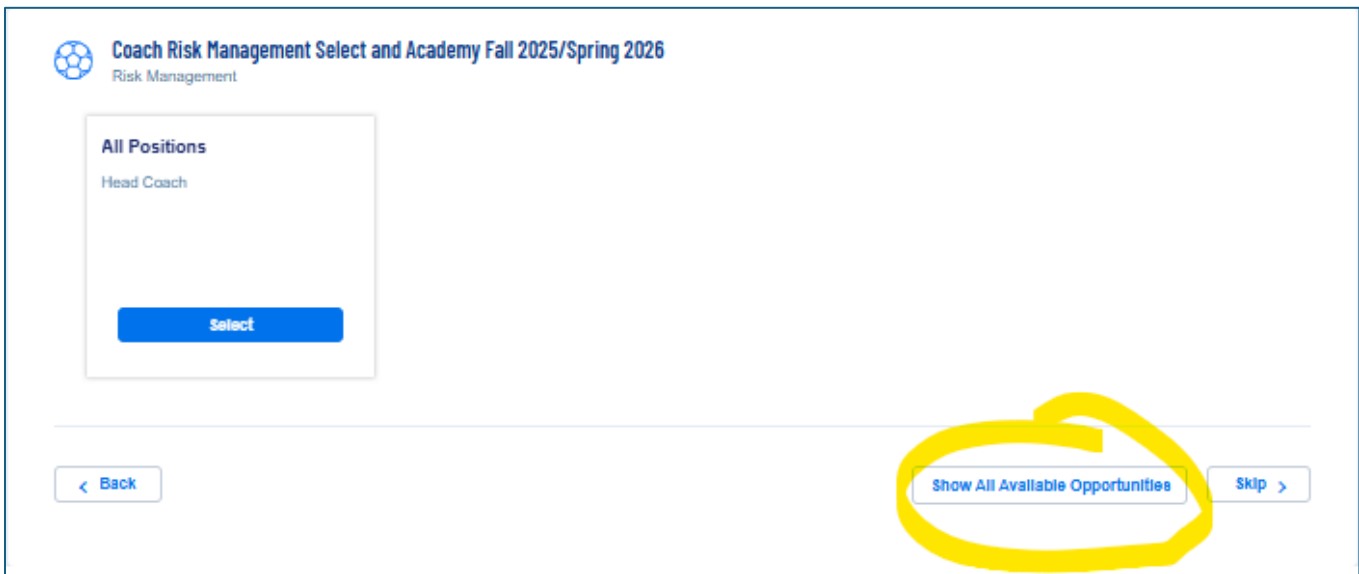 Coach Risk Management Select and Academy Fall 2025/Spring 2026
Risk Management
All Positions
Head Coach
Select
Back
Show All Available Opportunities
Skip